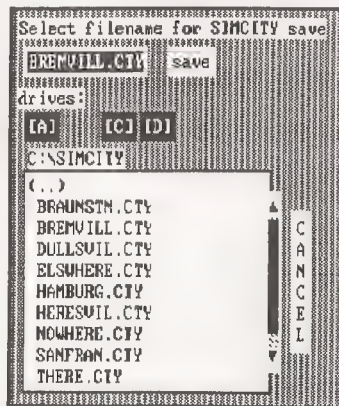 Select filename for SIMCITY save
BREMVILL.CTY save
drives:
[A] [C] [D]
C:\SIMCITY
(..)
BRAUNSTN.CTY
BREMVILL.CTY
DULLSVIL.CTY
ELSWHERE.CTY
HAMBURG.CTY
HERESVIL.CTY
NOWHERE.CTY
SANFRAN.CTY
THERE.CTY
CANCEL